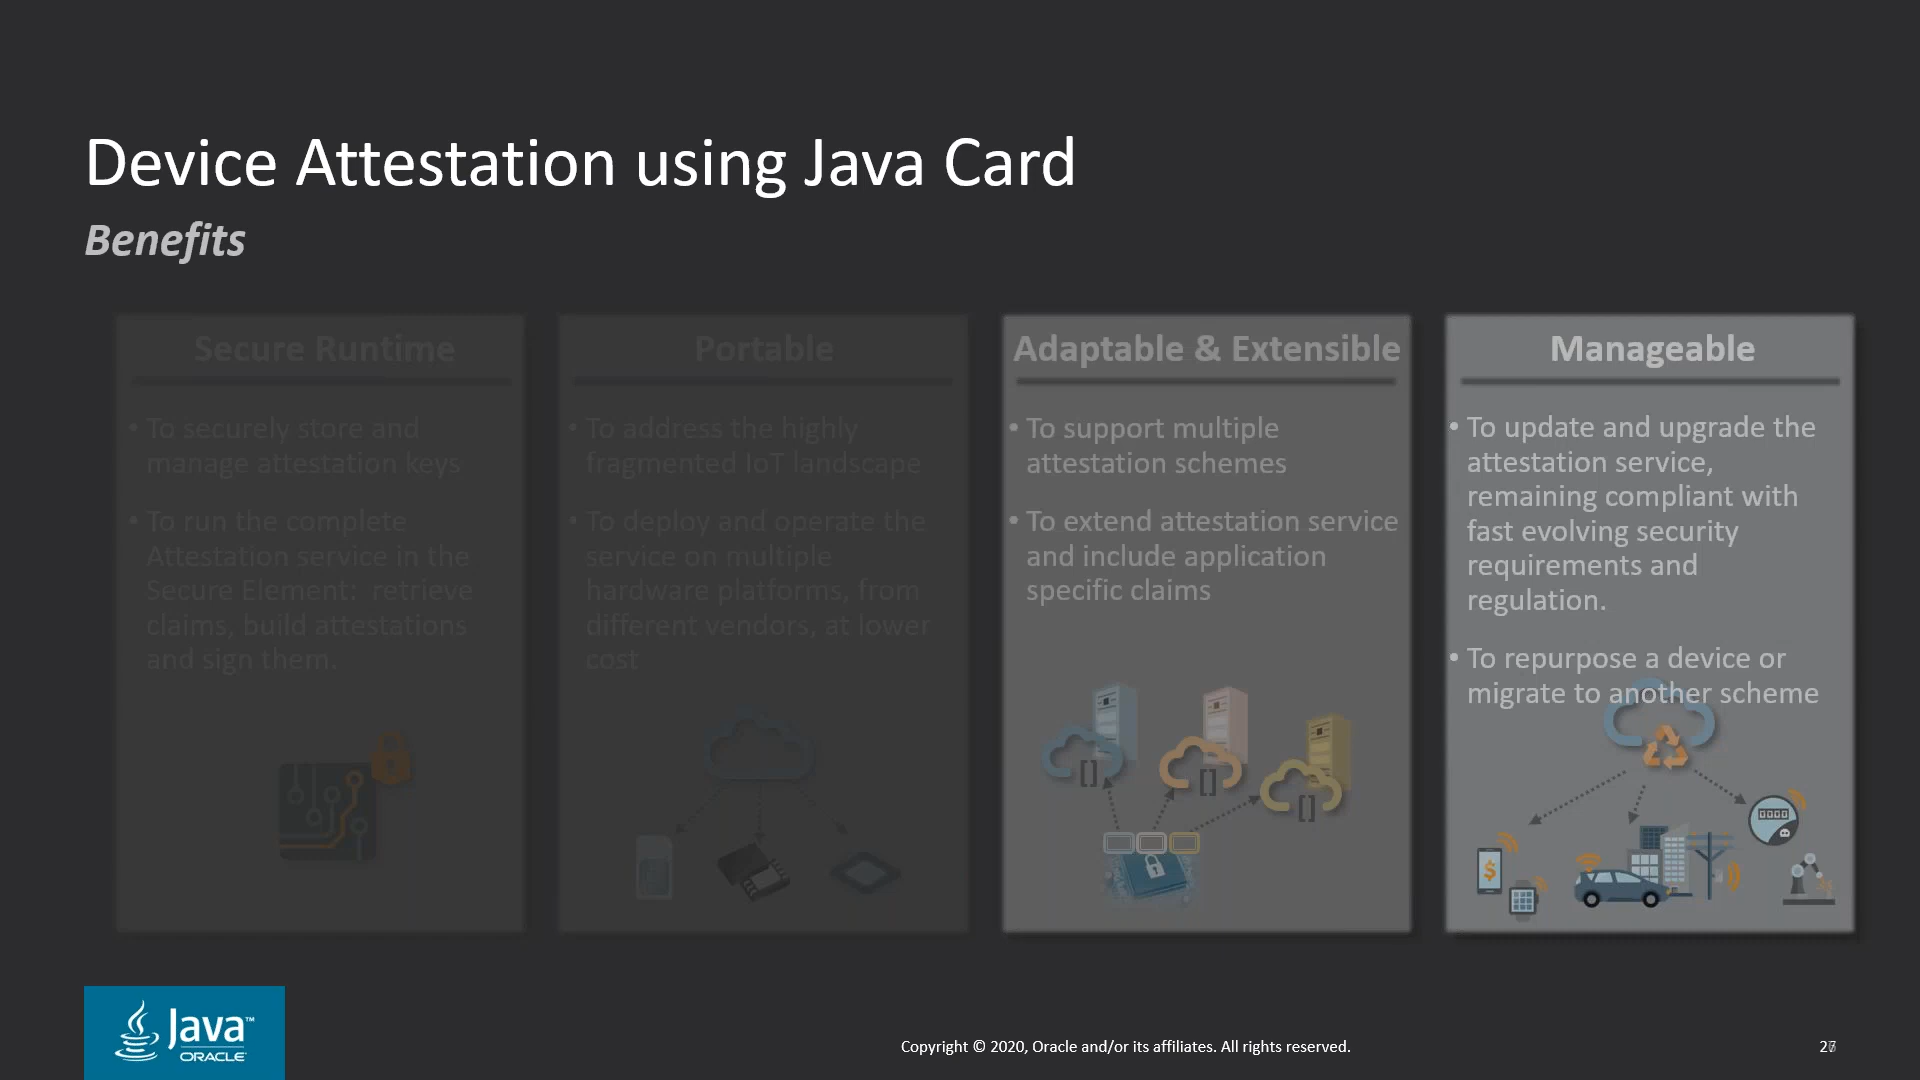 Device Attestation using Java Card
Benefits
Secure Runtime
• To securely store and
manage attestation keys
• To run the complete
Attestation service in the
Secure Element: retrieve
claims, build attestations
and sign them.
Portable
• To address the highly
fragmented IoT landscape
• To deploy and operate the
service on multiple
hardware platforms, from
different vendors, at lower
cost
Adaptable & Extensible
• To support multiple
attestation schemes
• To extend attestation service
and include application
specific claims
[]
[]
[]
Manageable
• To update and upgrade the
attestation service,
remaining compliant with
fast evolving security
requirements and
regulation.
• To repurpose a device or
migrate to another scheme
$
Java™
ORACLE
Copyright © 2020, Oracle and/or its affiliates. All rights reserved.